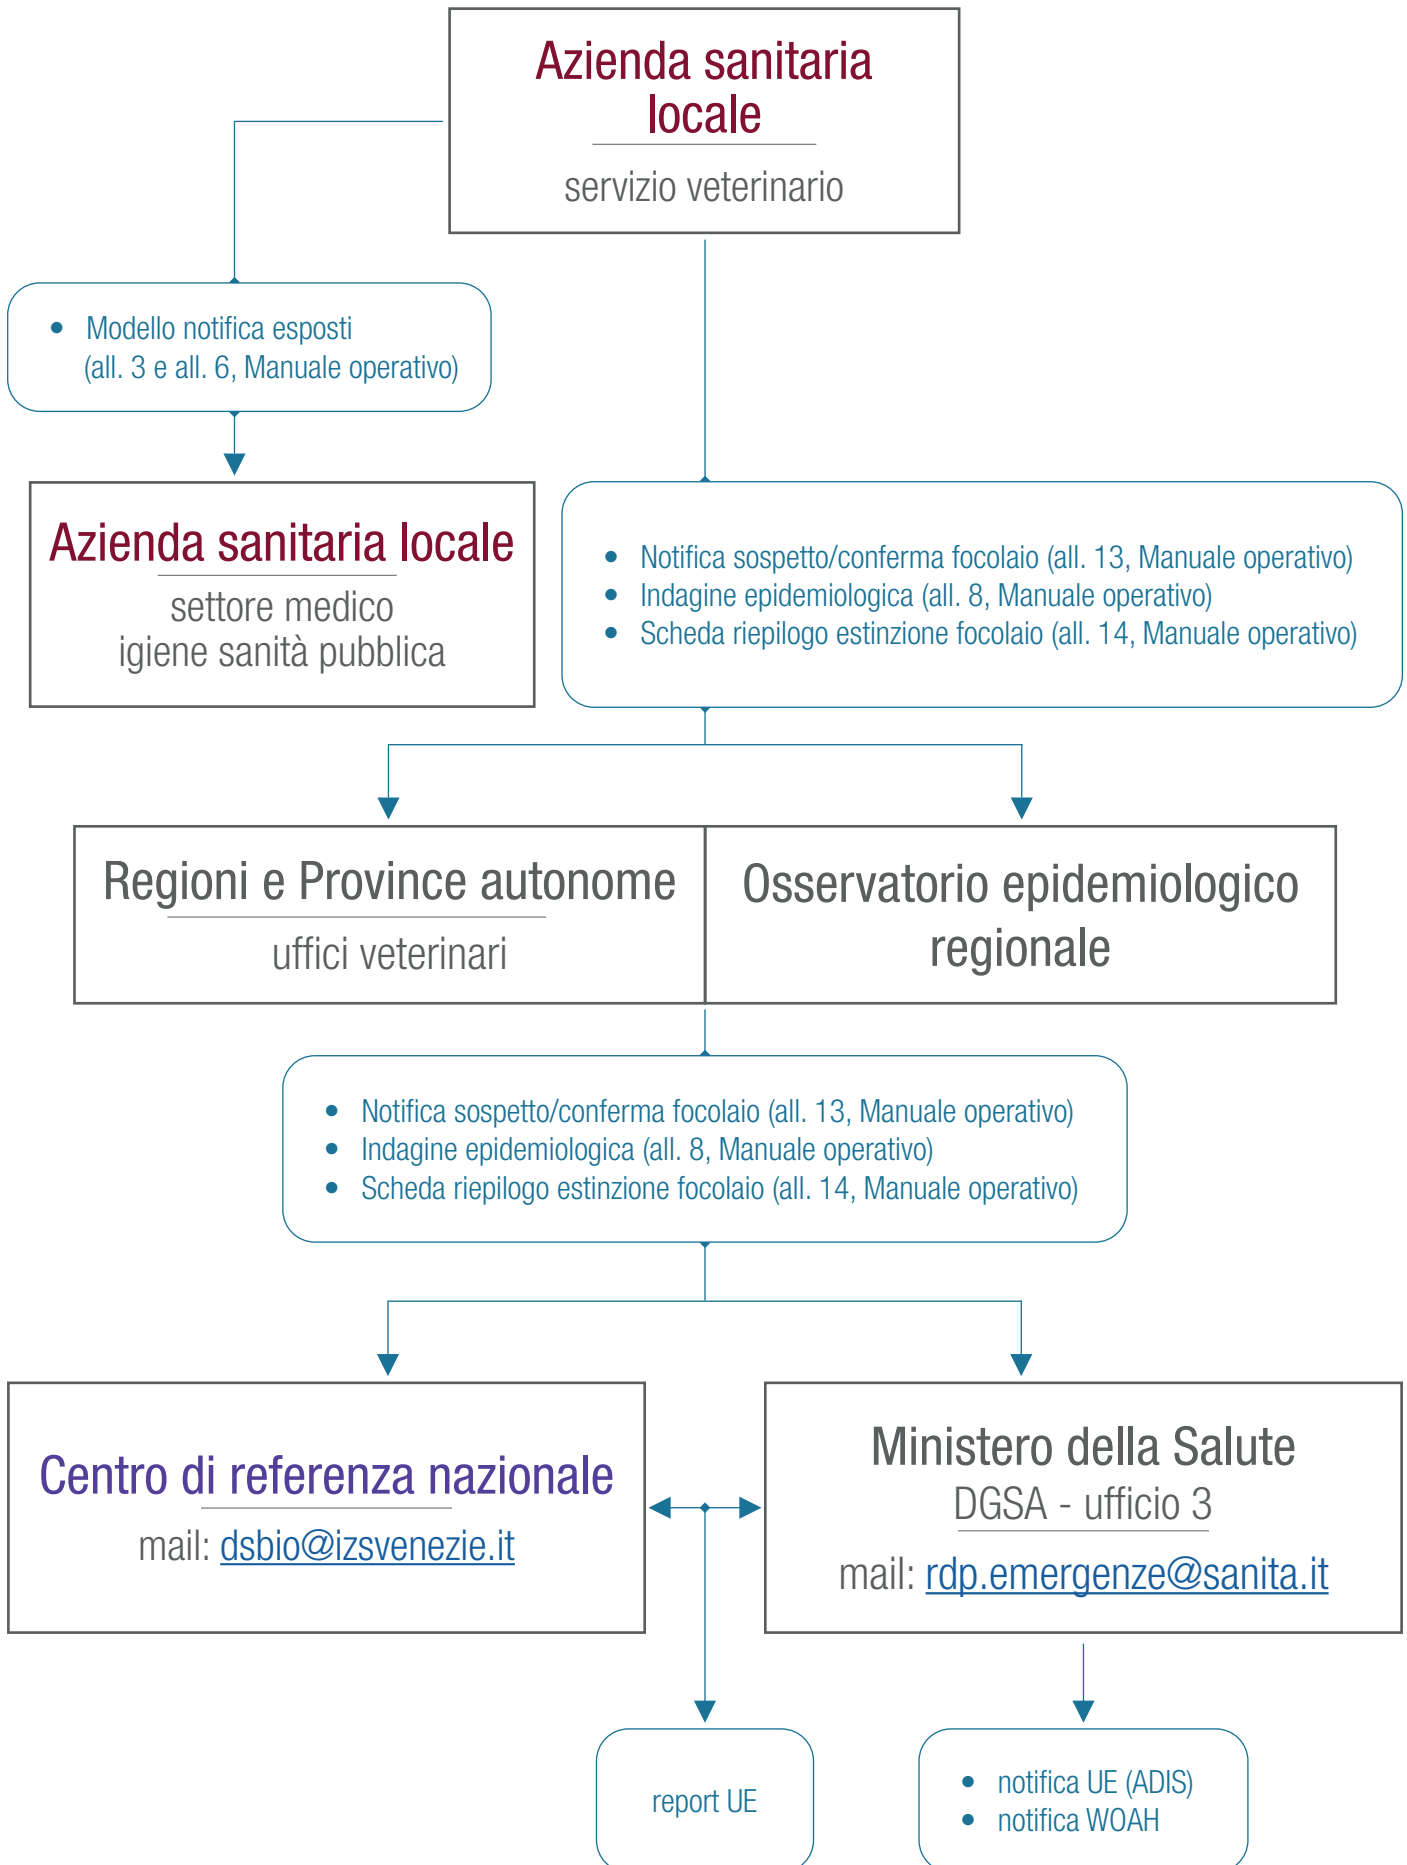 Azienda sanitaria
locale
servizio veterinario
• Modello notifica esposti
(all. 3 e all. 6, Manuale operativo)
Azienda sanitaria locale
settore medico
igiene sanità pubblica
• Notifica sospetto/conferma focolaio (all. 13, Manuale operativo)
• Indagine epidemiologica (all. 8, Manuale operativo)
• Scheda riepilogo estinzione focolaio (all. 14, Manuale operativo)
Regioni e Province autonome
uffici veterinari
Osservatorio epidemiologico
regionale
• Notifica sospetto/conferma focolaio (all. 13, Manuale operativo)
• Indagine epidemiologica (all. 8, Manuale operativo)
• Scheda riepilogo estinzione focolaio (all. 14, Manuale operativo)
Centro di referenza nazionale
mail: dsbio@izsvenezie.it
Ministero della Salute
DGSA - ufficio 3
mail: rdp.emergenze@sanita.it
report UE
• notifica UE (ADIS)
• notifica WOAH